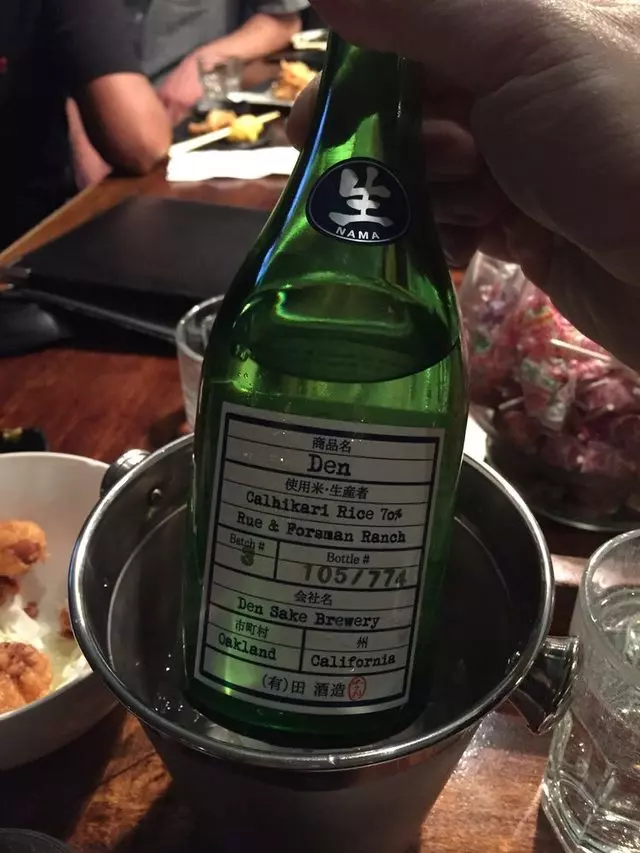 生
NAMA
商品名
Den
使用米・生産者
Calhikari Rice 70%
Rue & Forsman Ranch
Batch # Bottle #
3 105/774
会社名
Den Sake Brewery
市町村 州
Oakland California
(有)田 酒造